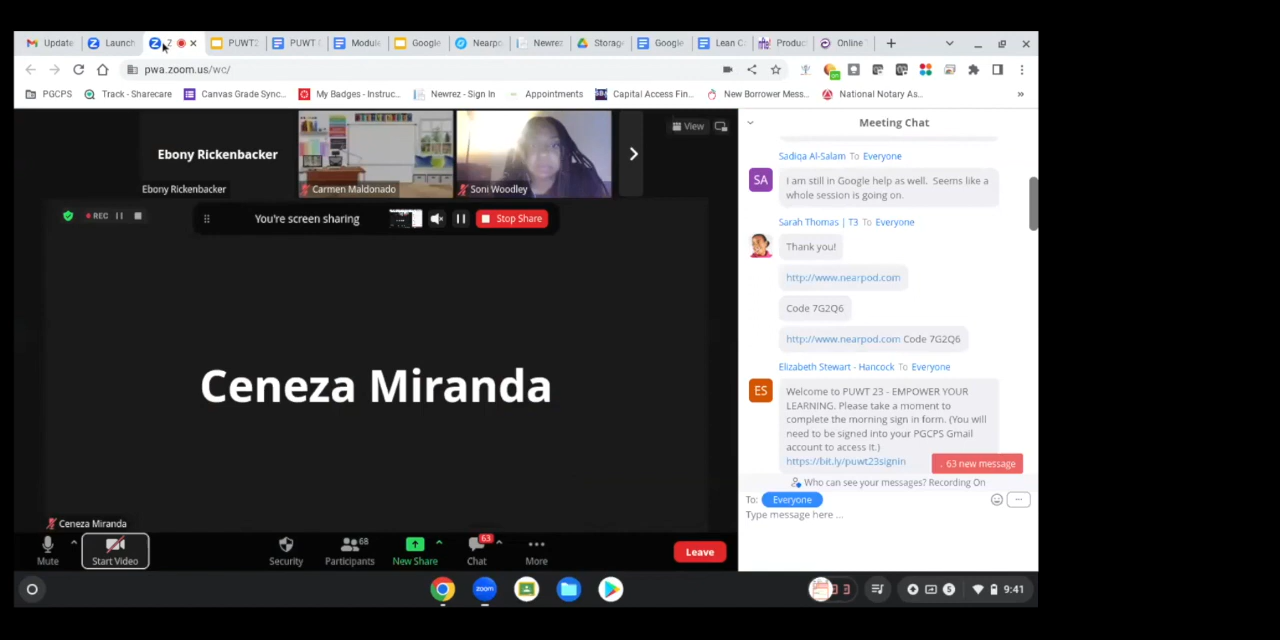 Update
Launch
Z
PUWT2
PUWT (
Module
Google
Nearpo
Newrez
Storag
Google
Lean C
Produc
Online
pwa.zoom.us/wc/
PGCPS
Track - Sharecare
Canvas Grade Sync...
My Badges - Instruc...
Newrez - Sign In
Appointments
Capital Access Fin...
New Borrower Mess...
National Notary As...
»
Ebony Rickenbacker
Ebony Rickenbacker
Carmen Maldonado
Soni Woodley
View
REC
You're screen sharing
Stop Share
Ceneza Miranda
Ceneza Miranda
Mute
Start Video
Security
68
Participants
New Share
63
Chat
More
Leave
Meeting Chat
Sadiqa Al-Salam To Everyone
SA
I am still in Google help as well. Seems like a
whole session is going on.
Sarah Thomas | T3 To Everyone
Thank you!
http://www.nearpod.com
Code 7G2Q6
http://www.nearpod.com Code 7G2Q6
Elizabeth Stewart - Hancock To Everyone
ES
Welcome to PUWT 23 - EMPOWER YOUR
LEARNING. Please take a moment to
complete the morning sign in form. (You will
need to be signed into your PGCPS Gmail
account to access it.)
https://bit.ly/puwt23signin
63 new message
Who can see your messages? Recording On
To: Everyone
Type message here ...
zoom
5
9:41